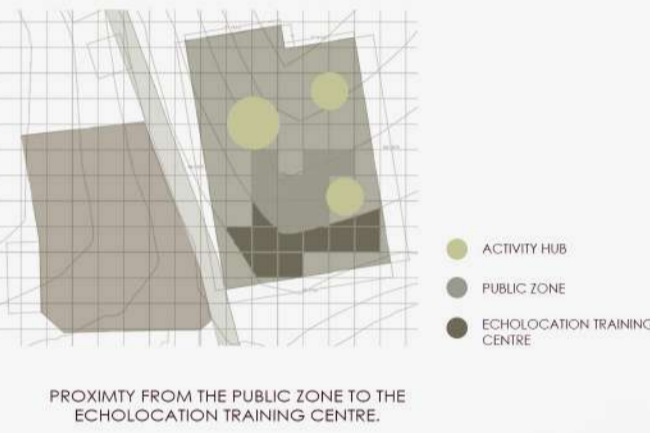 ACTIVITY HUB
PUBLIC ZONE
ECHOLOCATION TRAINING
CENTRE
PROXIMTY FROM THE PUBLIC ZONE TO THE
ECHOLOCATION TRAINING CENTRE.